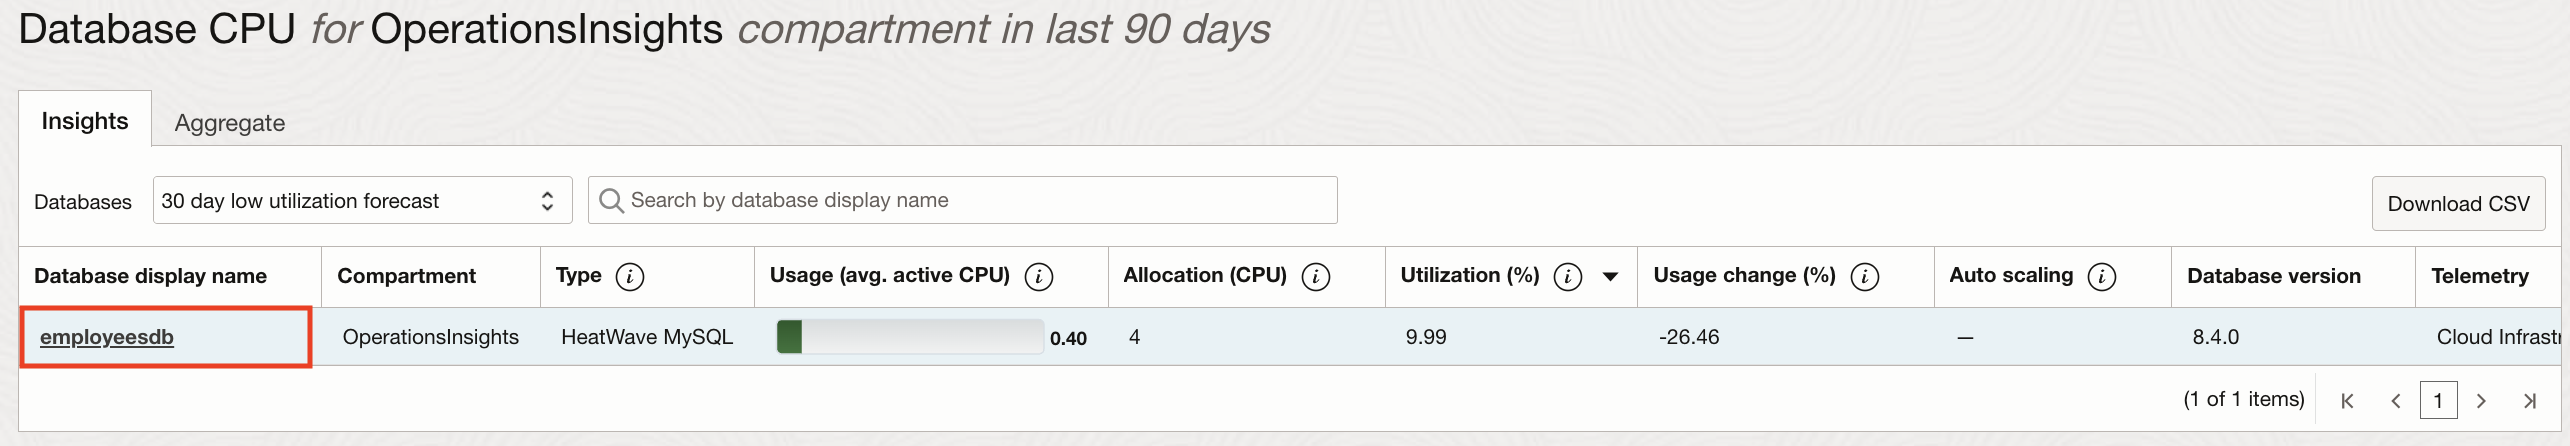 Database CPU for OperationsInsights compartment in last 90 days
Insights Aggregate
Databases 30 day low utilization forecast Search by database display name Download CSV
Database display name Compartment Type i Usage (avg. active CPU) i Allocation (CPU) i Utilization (%) i Usage change (%) i Auto scaling i Database version Telemetry
employeesdb OperationsInsights HeatWave MySQL 0.40 4 9.99 -26.46 — 8.4.0 Cloud Infrast
(1 of 1 items) 1